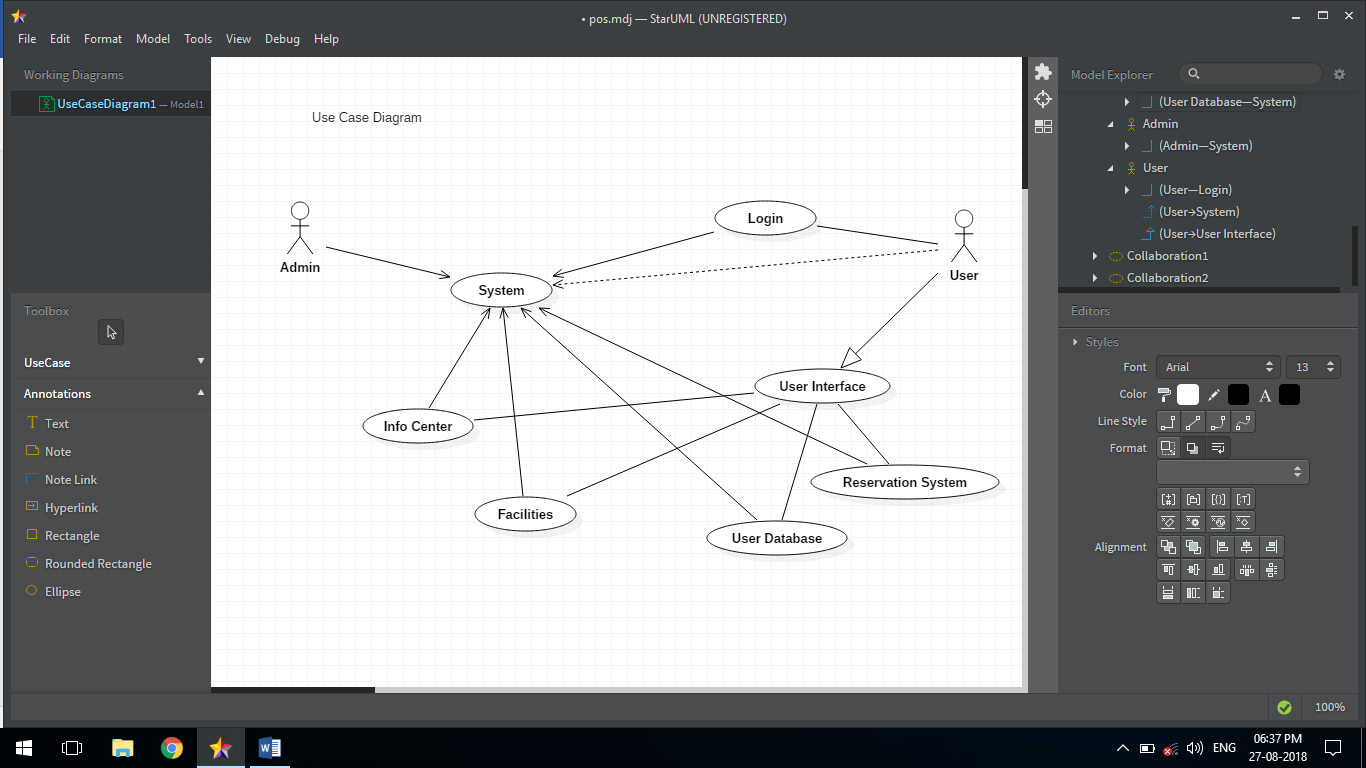 • pos.mdj — StarUML (UNREGISTERED)
File Edit Format Model Tools View Debug Help
Working Diagrams
UseCaseDiagram1 — Model1
Toolbox
UseCase
Annotations
Text
Note
Note Link
Hyperlink
Rectangle
Rounded Rectangle
Ellipse
Use Case Diagram
Admin
Login
User
System
User Interface
Info Center
Reservation System
Facilities
User Database
Model Explorer
(User Database—System)
Admin
(Admin—System)
User
(User—Login)
(User→System)
(User→User Interface)
Collaboration1
Collaboration2
Editors
Styles
Font Arial 13
Color A
Line Style
Format
Alignment
100%
ENG
06:37 PM
27-08-2018